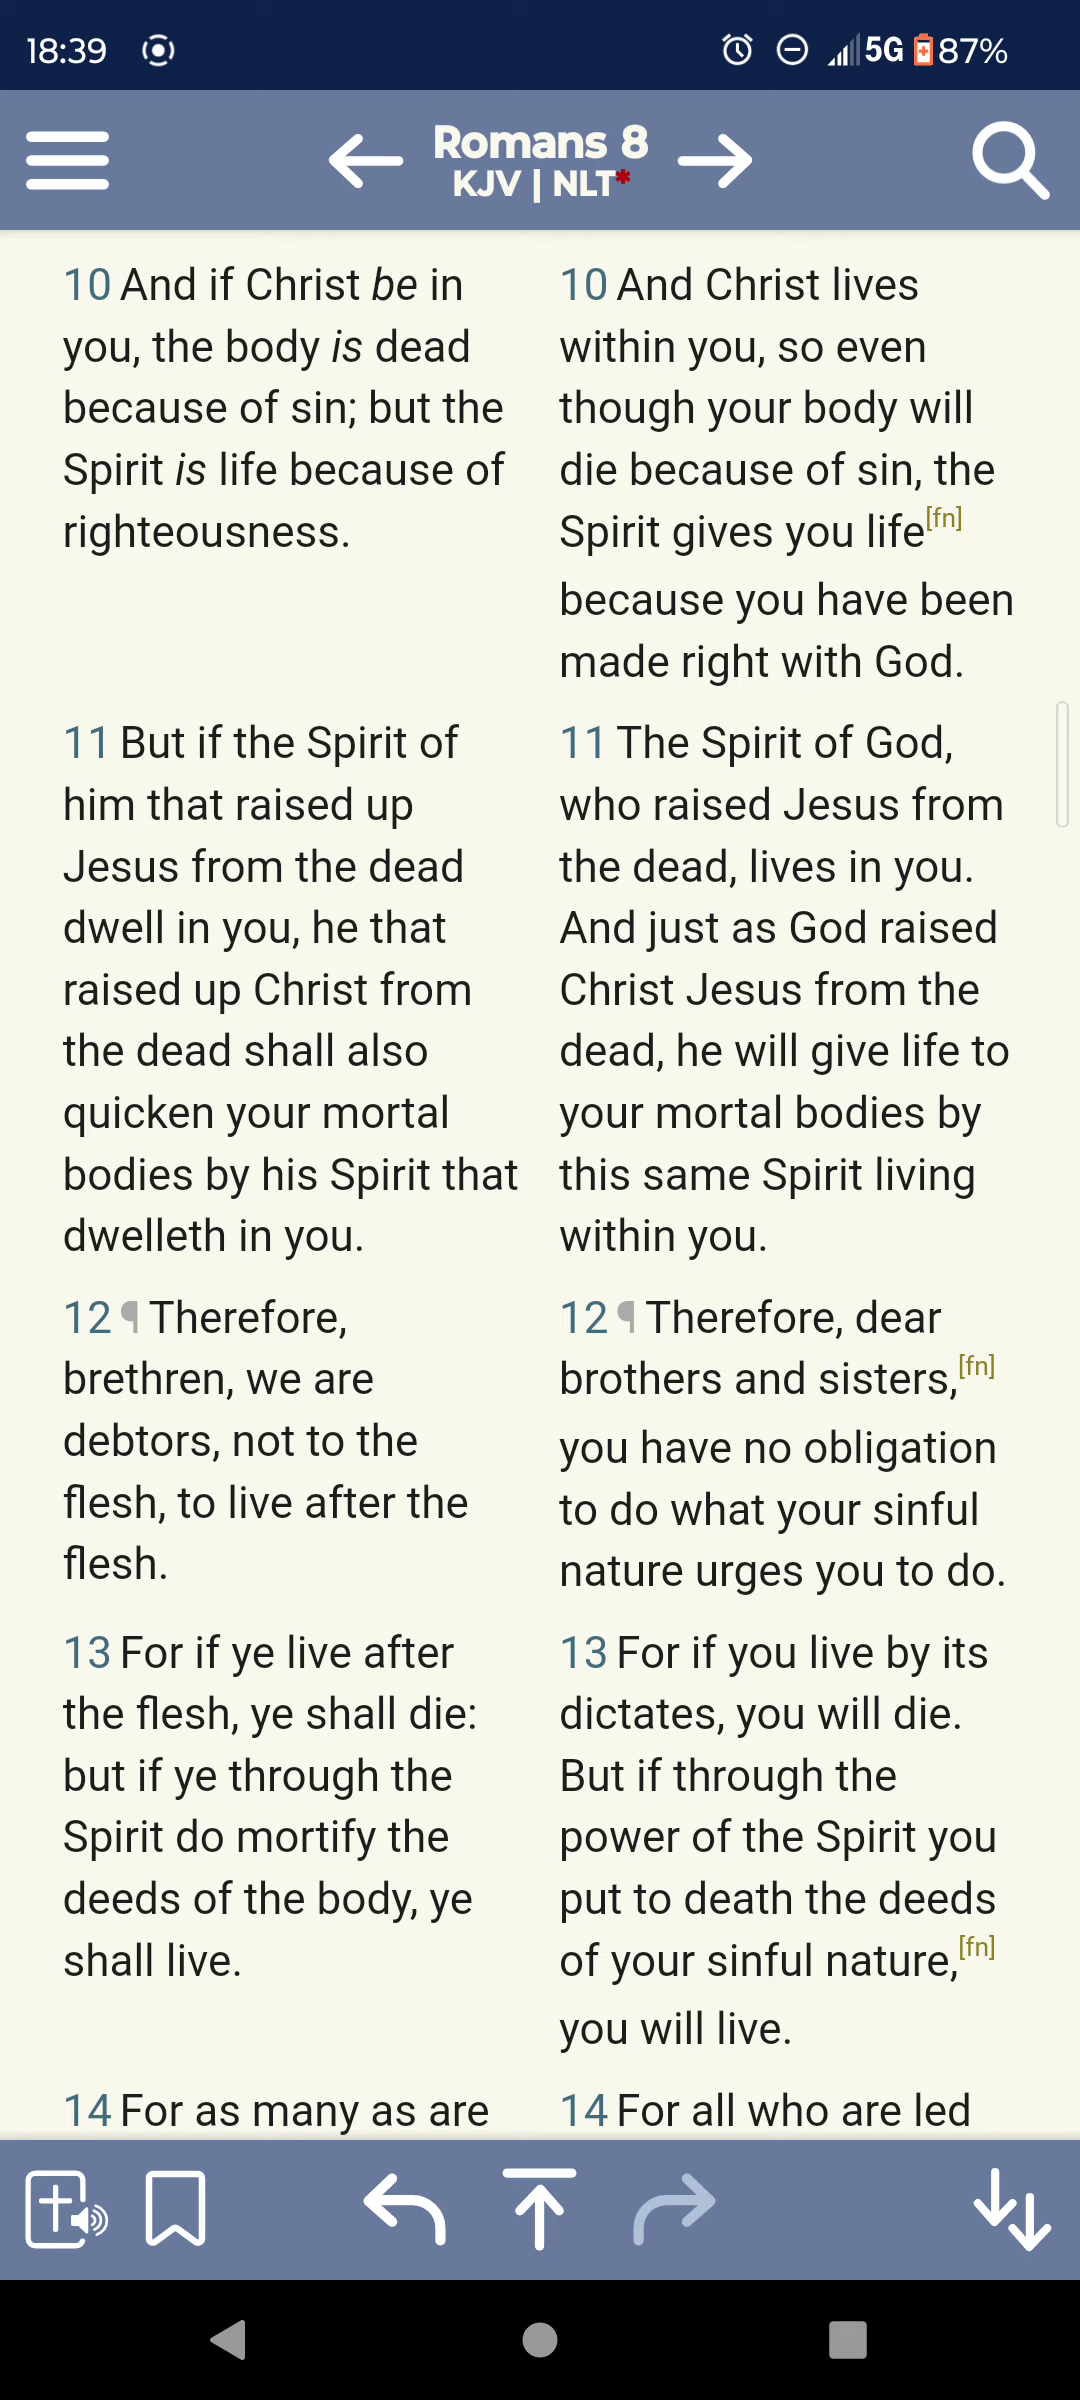 18:39
5G 87%
Romans 8
KJV | NLT*
10 And if Christ be in
you, the body is dead
because of sin; but the
Spirit is life because of
righteousness.
10 And Christ lives
within you, so even
though your body will
die because of sin, the
Spirit gives you life[fn]
because you have been
made right with God.
11 But if the Spirit of
him that raised up
Jesus from the dead
dwell in you, he that
raised up Christ from
the dead shall also
quicken your mortal
bodies by his Spirit that
dwelleth in you.
11 The Spirit of God,
who raised Jesus from
the dead, lives in you.
And just as God raised
Christ Jesus from the
dead, he will give life to
your mortal bodies by
this same Spirit living
within you.
12 ¶ Therefore,
brethren, we are
debtors, not to the
flesh, to live after the
flesh.
12 ¶ Therefore, dear
brothers and sisters,[fn]
you have no obligation
to do what your sinful
nature urges you to do.
13 For if ye live after
the flesh, ye shall die:
but if ye through the
Spirit do mortify the
deeds of the body, ye
shall live.
13 For if you live by its
dictates, you will die.
But if through the
power of the Spirit you
put to death the deeds
of your sinful nature,[fn]
you will live.
14 For as many as are
14 For all who are led